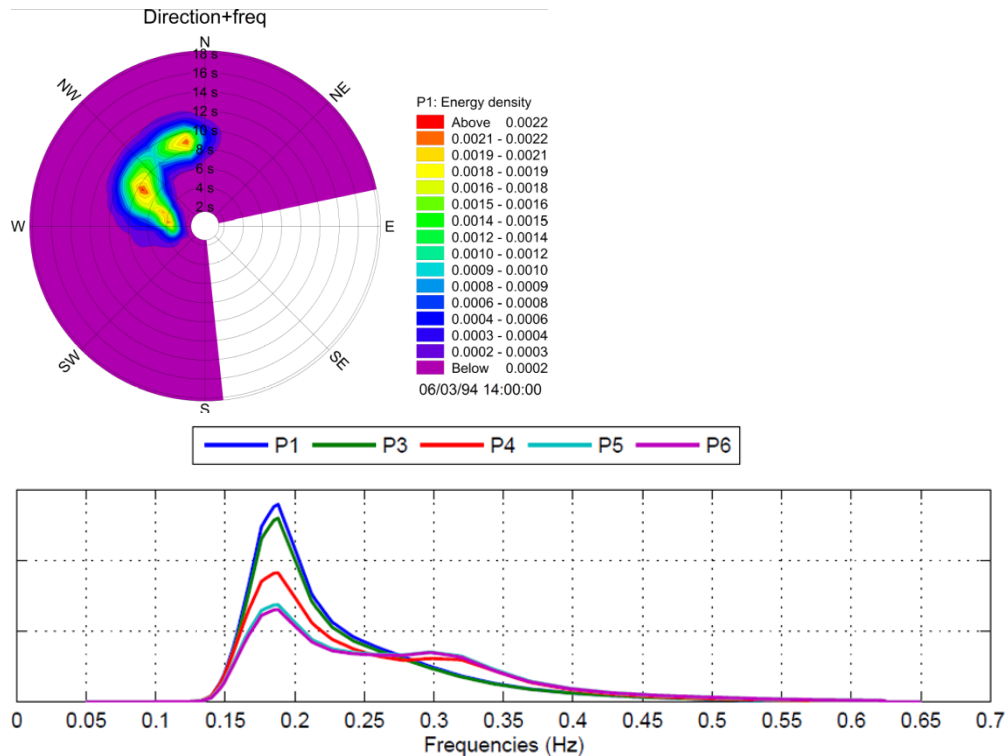 Direction+freq
N
18 s
16 s
14 s
12 s
10 s
8 s
6 s
4 s
2 s
NW
NE
W
E
SW
SE
S
P1: Energy density
Above 0.0022
0.0021 - 0.0022
0.0019 - 0.0021
0.0018 - 0.0019
0.0016 - 0.0018
0.0015 - 0.0016
0.0014 - 0.0015
0.0012 - 0.0014
0.0010 - 0.0012
0.0009 - 0.0010
0.0008 - 0.0009
0.0006 - 0.0008
0.0004 - 0.0006
0.0003 - 0.0004
0.0002 - 0.0003
Below 0.0002
06/03/94 14:00:00
P1 P3 P4 P5 P6
0 0.05 0.1 0.15 0.2 0.25 0.3 0.35 0.4 0.45 0.5 0.55 0.6 0.65 0.7
Frequencies (Hz)